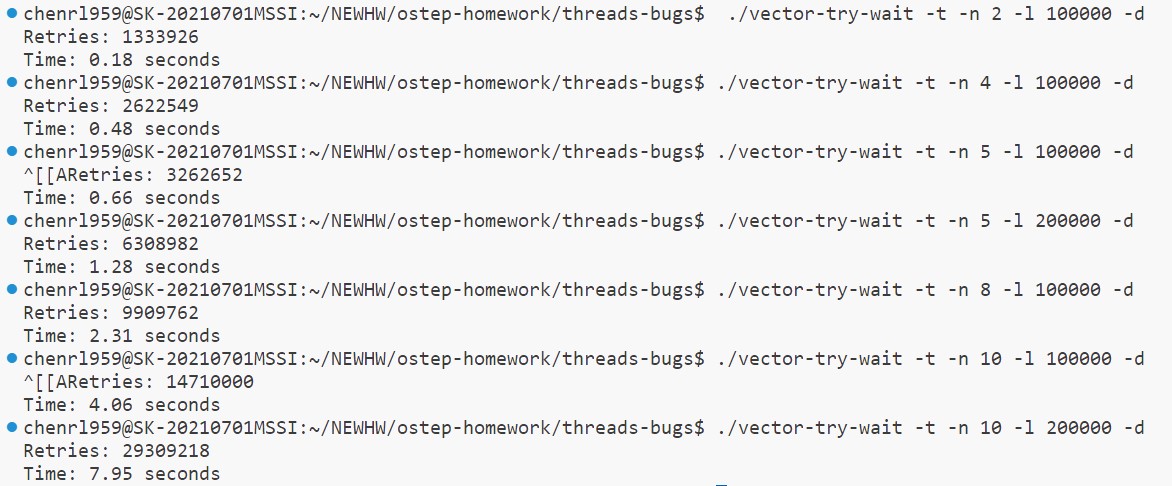 chenrl959@SK-20210701MSSI:~/NEWHW/ostep-homework/threads-bugs$  ./vector-try-wait -t -n 2 -l 100000 -d
Retries: 1333926
Time: 0.18 seconds
chenrl959@SK-20210701MSSI:~/NEWHW/ostep-homework/threads-bugs$ ./vector-try-wait -t -n 4 -l 100000 -d
Retries: 2622549
Time: 0.48 seconds
chenrl959@SK-20210701MSSI:~/NEWHW/ostep-homework/threads-bugs$ ./vector-try-wait -t -n 5 -l 100000 -d
^[[ARetries: 3262652
Time: 0.66 seconds
chenrl959@SK-20210701MSSI:~/NEWHW/ostep-homework/threads-bugs$ ./vector-try-wait -t -n 5 -l 200000 -d
Retries: 6308982
Time: 1.28 seconds
chenrl959@SK-20210701MSSI:~/NEWHW/ostep-homework/threads-bugs$ ./vector-try-wait -t -n 8 -l 100000 -d
Retries: 9909762
Time: 2.31 seconds
chenrl959@SK-20210701MSSI:~/NEWHW/ostep-homework/threads-bugs$ ./vector-try-wait -t -n 10 -l 100000 -d
^[[ARetries: 14710000
Time: 4.06 seconds
chenrl959@SK-20210701MSSI:~/NEWHW/ostep-homework/threads-bugs$ ./vector-try-wait -t -n 10 -l 200000 -d
Retries: 29309218
Time: 7.95 seconds